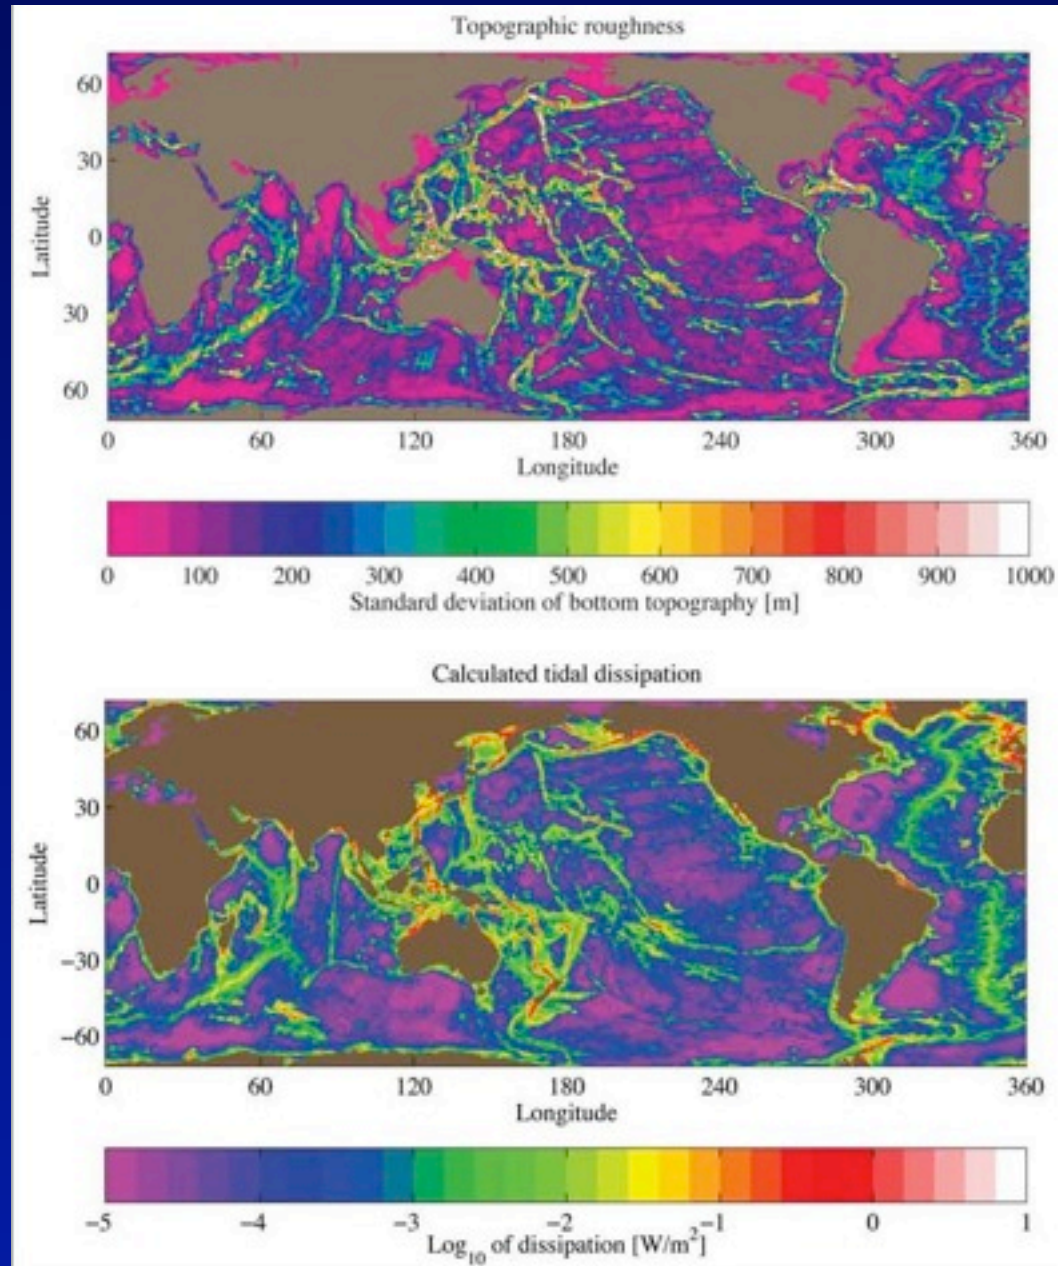 Topographic roughness
60
30
0
30
60
Latitude
0 60 120 180 240 300 360
Longitude
0 100 200 300 400 500 600 700 800 900 1000
Standard deviation of bottom topography [m]
Calculated tidal dissipation
60
30
0
−30
−60
Latitude
0 60 120 180 240 300 360
Longitude
−5 −4 −3 −2 −1 0 1
Log₁₀ of dissipation [W/m²]